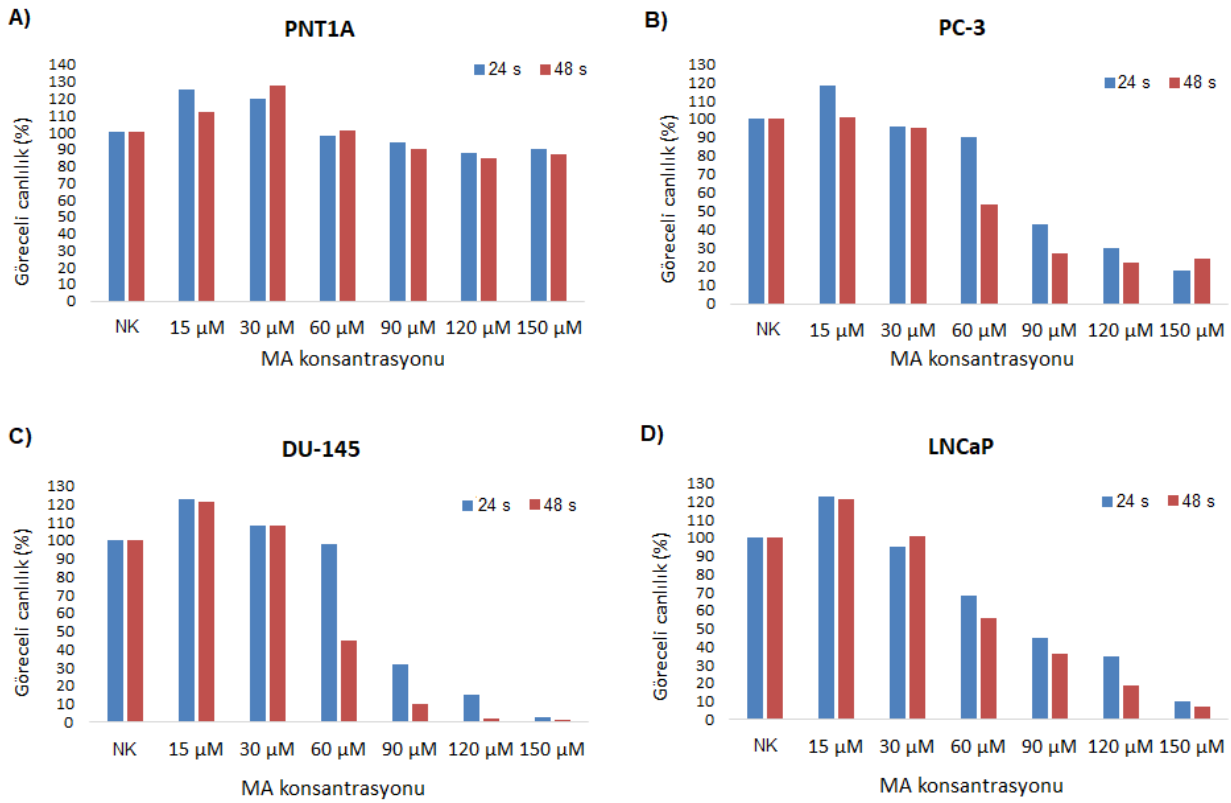 A)
PNT1A
24 s 48 s
Göreceli canlılık (%)
140
130
120
110
100
90
80
70
60
50
40
30
20
10
0
NK 15 µM 30 µM 60 µM 90 µM 120 µM 150 µM
MA konsantrasyonu
B)
PC-3
24 s 48 s
Göreceli canlılık (%)
130
120
110
100
90
80
70
60
50
40
30
20
10
0
NK 15 µM 30 µM 60 µM 90 µM 120 µM 150 µM
MA konsantrasyonu
C)
DU-145
24 s 48 s
Göreceli canlılık (%)
130
120
110
100
90
80
70
60
50
40
30
20
10
0
NK 15 µM 30 µM 60 µM 90 µM 120 µM 150 µM
MA konsantrasyonu
D)
LNCaP
24 s 48 s
Göreceli canlılık (%)
130
120
110
100
90
80
70
60
50
40
30
20
10
0
NK 15 µM 30 µM 60 µM 90 µM 120 µM 150 µM
MA konsantrasyonu